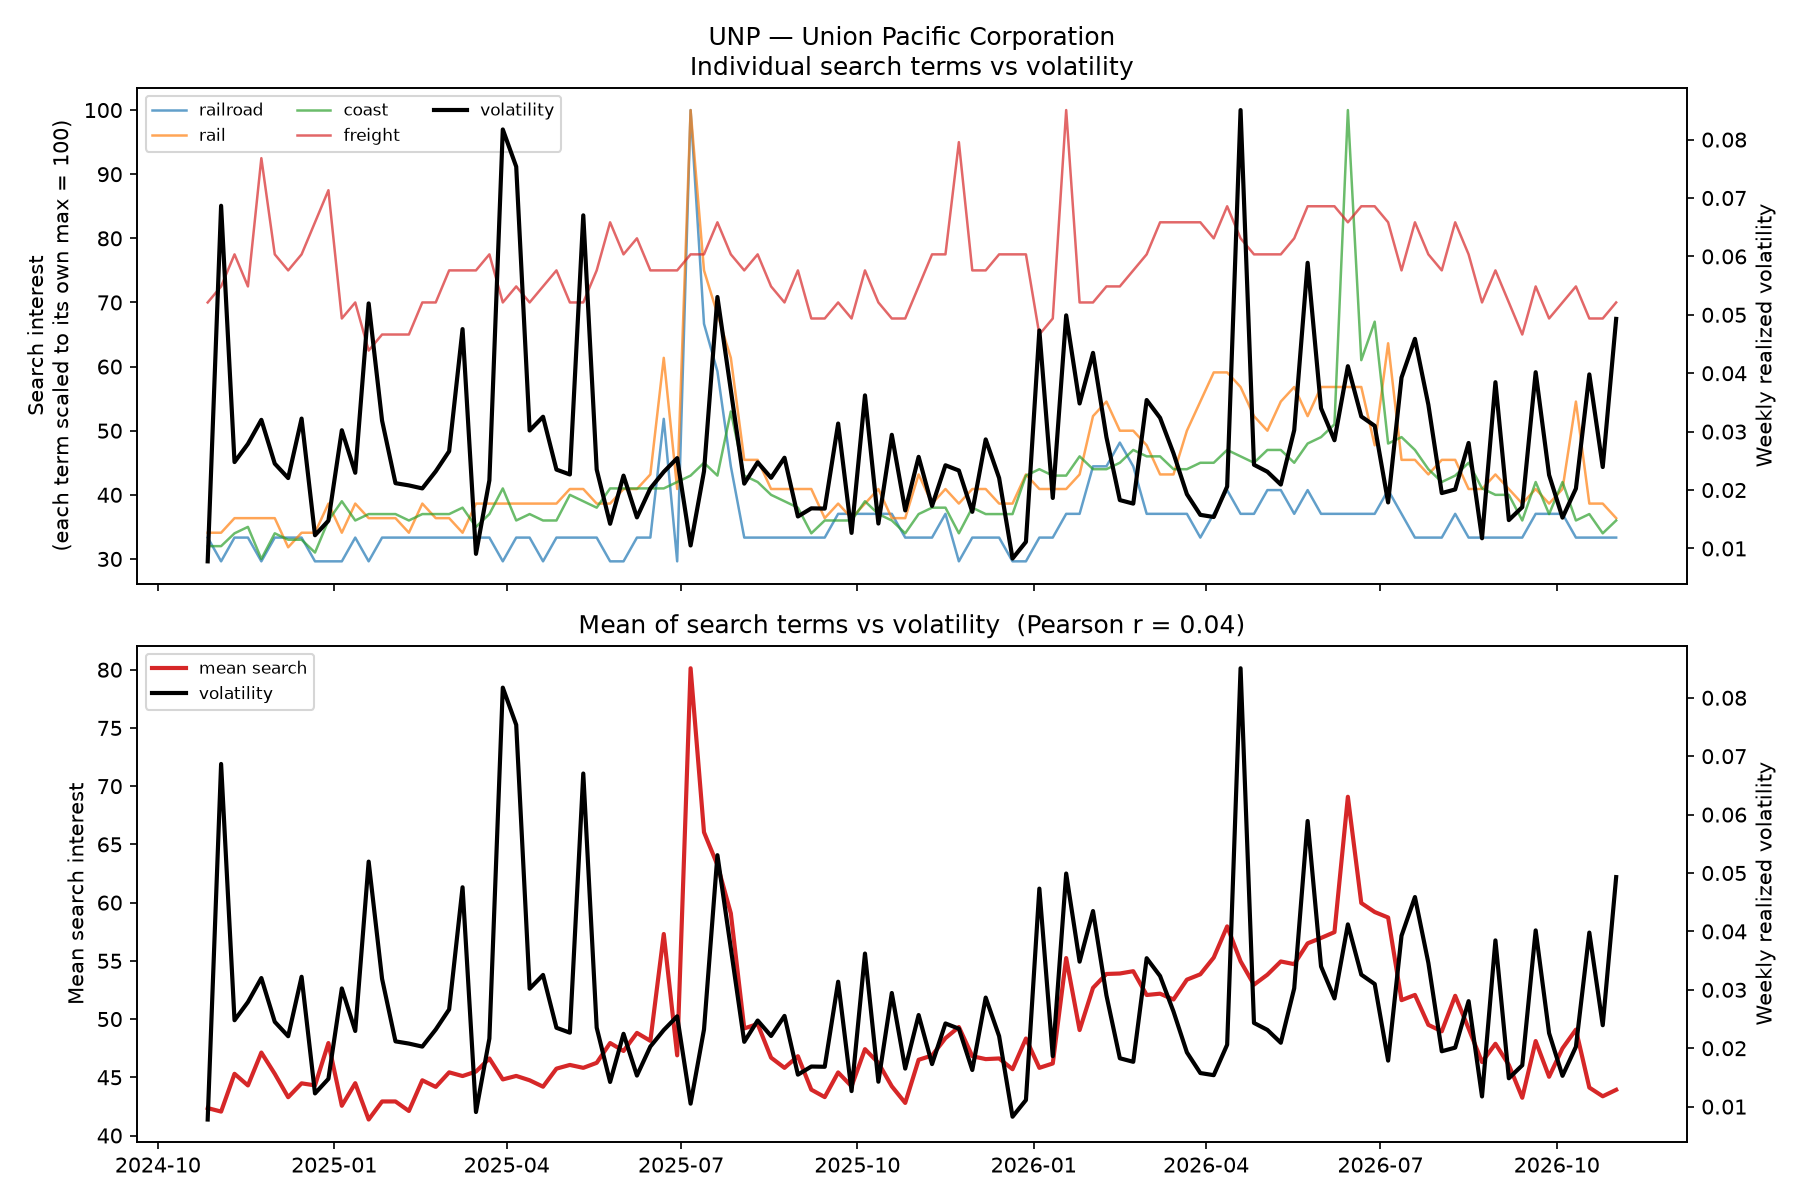 UNP — Union Pacific Corporation
Individual search terms vs volatility
railroad
rail
coast
freight
volatility
Search interest
(each term scaled to its own max = 100)
100
90
80
70
60
50
40
30
Weekly realized volatility
0.08
0.07
0.06
0.05
0.04
0.03
0.02
0.01
Mean of search terms vs volatility (Pearson r = 0.04)
mean search
volatility
Mean search interest
80
75
70
65
60
55
50
45
40
Weekly realized volatility
0.08
0.07
0.06
0.05
0.04
0.03
0.02
0.01
2024-10
2025-01
2025-04
2025-07
2025-10
2026-01
2026-04
2026-07
2026-10